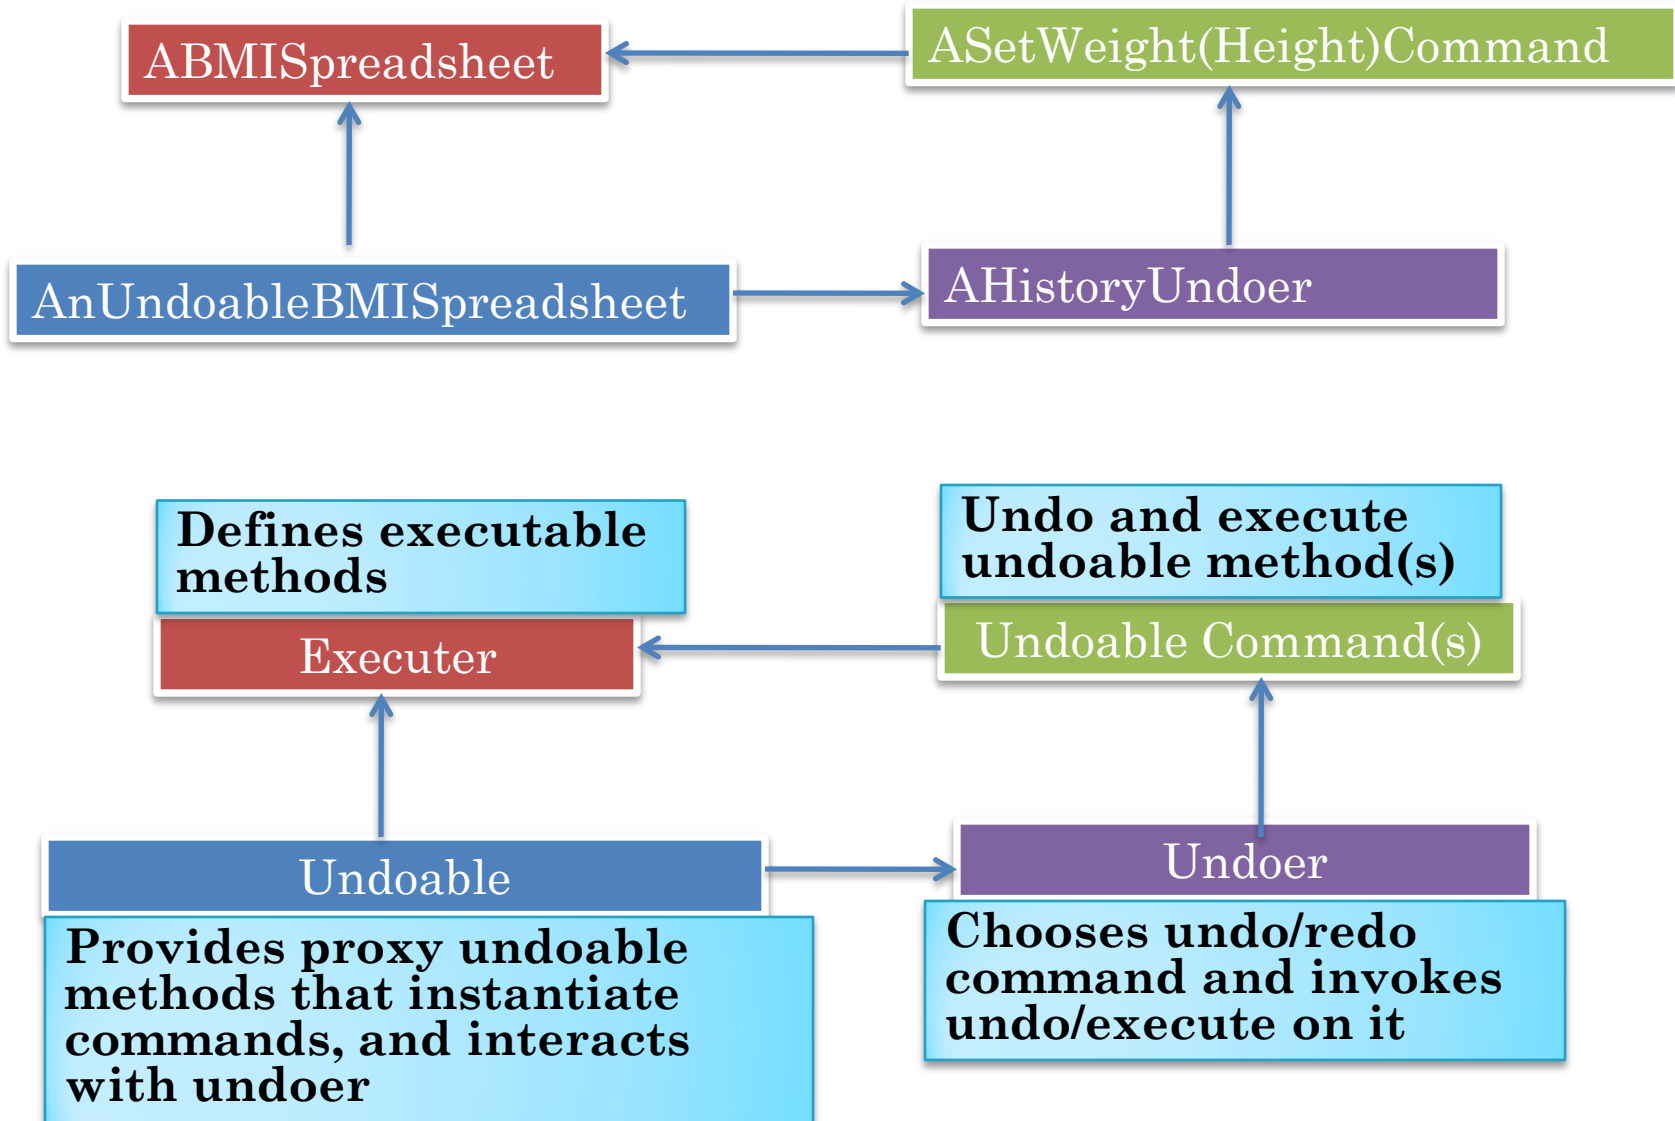 ABMISpreadsheet
ASetWeight(Height)Command
AnUndoableBMISpreadsheet
AHistoryUndoer
Defines executable
methods
Undo and execute
undoable method(s)
Executer
Undoable Command(s)
Undoable
Undoer
Provides proxy undoable
methods that instantiate
commands, and interacts
with undoer
Chooses undo/redo
command and invokes
undo/execute on it